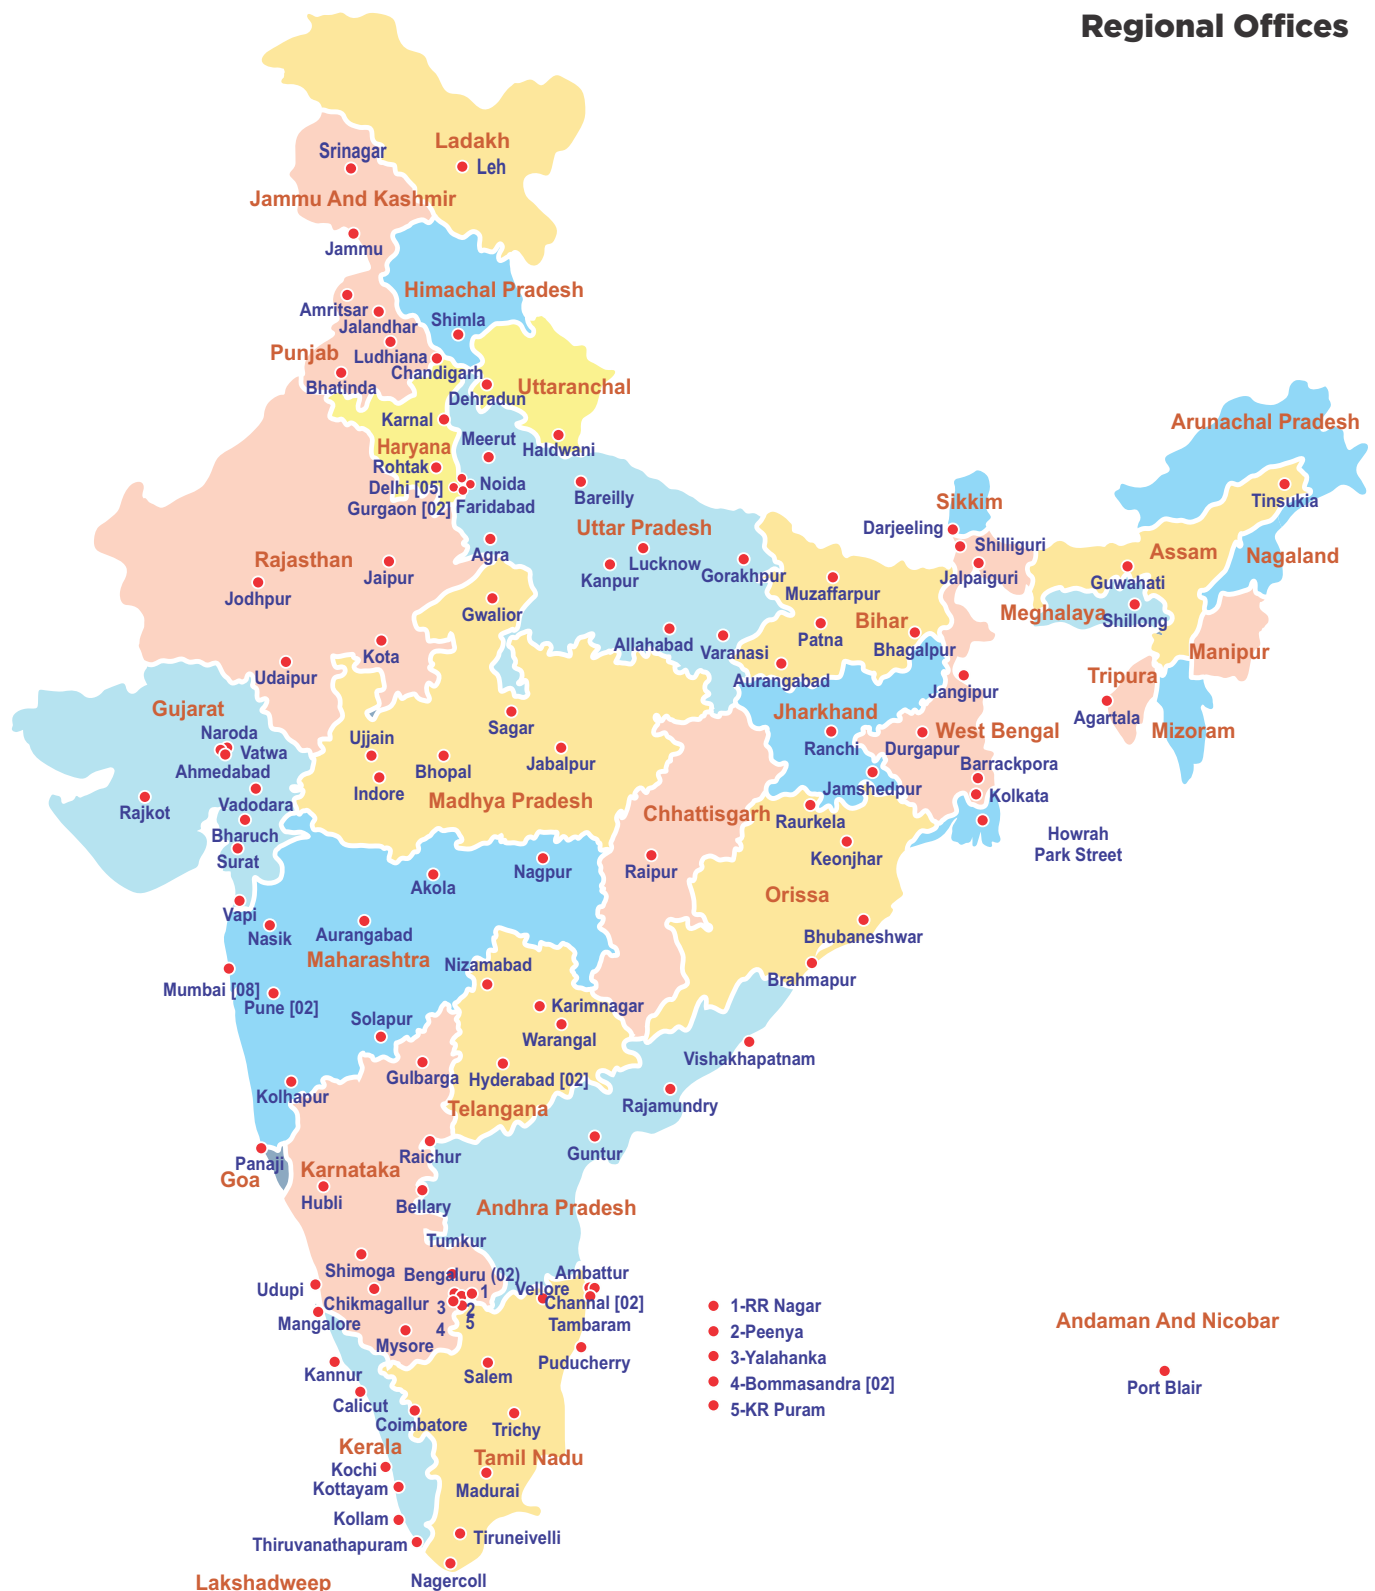 Regional Offices
Ladakh
Srinagar
Leh
Jammu And Kashmir
Jammu
Himachal Pradesh
Amritsar
Shimla
Jalandhar
Punjab
Ludhiana
Chandigarh
Bhatinda
Uttaranchal
Dehradun
Karnal
Arunachal Pradesh
Meerut
Haryana
Haldwani
Rohtak
Delhi [05]
Noida
Bareilly
Tinsukia
Gurgaon [02]
Faridabad
Sikkim
Uttar Pradesh
Darjeeling
Shilliguri
Assam
Nagaland
Rajasthan
Agra
Lucknow
Jaipur
Kanpur
Gorakhpur
Jalpaiguri
Guwahati
Jodhpur
Muzaffarpur
Gwalior
Meghalaya
Shillong
Bihar
Patna
Allahabad
Varanasi
Bhagalpur
Kota
Manipur
Udaipur
Aurangabad
Tripura
Jangipur
Gujarat
Jharkhand
Agartala
Sagar
Naroda
Ujjain
West Bengal
Mizoram
Vatwa
Ranchi
Durgapur
Ahmedabad
Bhopal
Jabalpur
Barrackpora
Indore
Jamshedpur
Kolkata
Vadodara
Madhya Pradesh
Rajkot
Chhattisgarh
Raurkela
Bharuch
Howrah
Park Street
Surat
Keonjhar
Nagpur
Raipur
Akola
Orissa
Vapi
Nasik
Aurangabad
Bhubaneshwar
Maharashtra
Nizamabad
Brahmapur
Mumbai [08]
Pune [02]
Karimnagar
Solapur
Warangal
Vishakhapatnam
Gulbarga
Hyderabad [02]
Kolhapur
Rajamundry
Telangana
Raichur
Guntur
Panaji
Goa
Karnataka
Hubli
Bellary
Andhra Pradesh
Tumkur
Shimoga
Bengaluru (02)
Ambattur
Udupi
Vellore
1
Chikmagallur
3
2
Channal [02]
Mangalore
5
Tambaram
4
Mysore
1-RR Nagar
2-Peenya
3-Yalahanka
4-Bommasandra [02]
5-KR Puram
Andaman And Nicobar
Port Blair
Puducherry
Kannur
Salem
Calicut
Coimbatore
Trichy
Kerala
Tamil Nadu
Kochi
Kottayam
Madurai
Kollam
Tiruneivelli
Thiruvanathapuram
Nagercoll
Lakshadweep